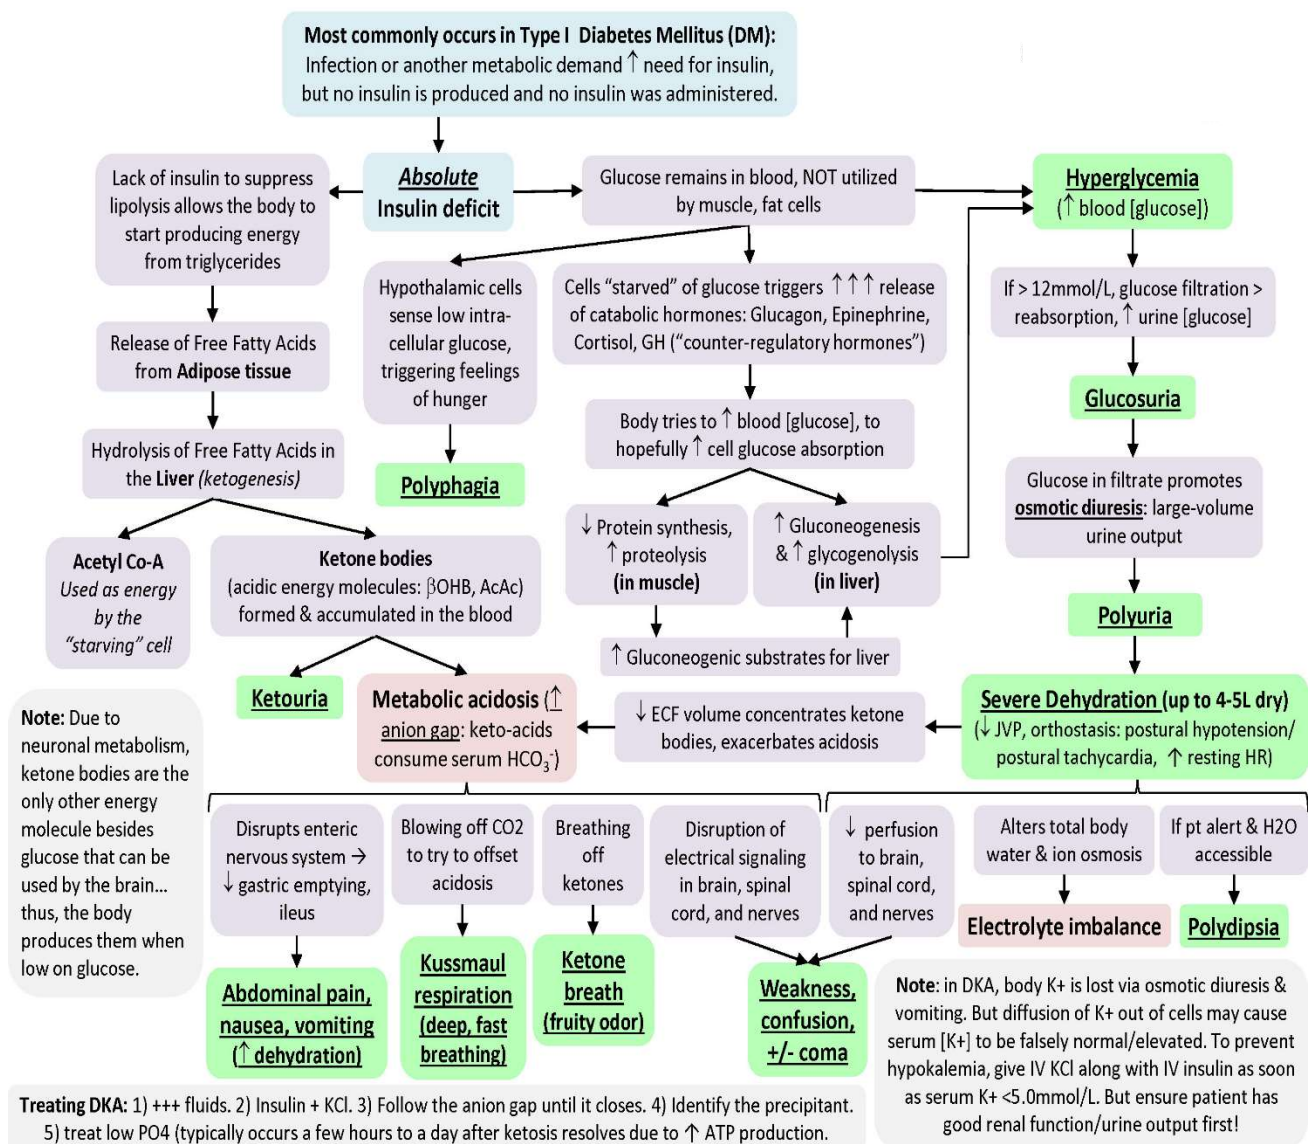 Most commonly occurs in Type I  Diabetes Mellitus (DM):
Infection or another metabolic demand ↑ need for insulin,
but no insulin is produced and no insulin was administered.
Lack of insulin to suppress
lipolysis allows the body to
start producing energy
from triglycerides
Absolute
Insulin deficit
Glucose remains in blood, NOT utilized
by muscle, fat cells
Hyperglycemia
(↑ blood [glucose])
Hypothalamic cells
sense low intra-
cellular glucose,
triggering feelings
of hunger
Cells “starved” of glucose triggers ↑↑↑ release
of catabolic hormones: Glucagon, Epinephrine,
Cortisol, GH (“counter-regulatory hormones”)
If > 12mmol/L, glucose filtration >
reabsorption, ↑ urine [glucose]
Release of Free Fatty Acids
from Adipose tissue
Glucosuria
Body tries to ↑ blood [glucose], to
hopefully ↑ cell glucose absorption
Hydrolysis of Free Fatty Acids in
the Liver (ketogenesis)
Polyphagia
Glucose in filtrate promotes
osmotic diuresis: large-volume
urine output
↓ Protein synthesis,
↑ proteolysis
(in muscle)
↑ Gluconeogenesis
& ↑ glycogenolysis
(in liver)
Acetyl Co-A
Used as energy
by the
“starving” cell
Ketone bodies
(acidic energy molecules: βOHB, AcAc)
formed & accumulated in the blood
Polyuria
↑ Gluconeogenic substrates for liver
Ketouria
Metabolic acidosis (↑
anion gap: keto-acids
consume serum HCO3-)
↓ ECF volume concentrates ketone
bodies, exacerbates acidosis
Severe Dehydration (up to 4-5L dry)
(↓ JVP, orthostasis: postural hypotension/
postural tachycardia, ↑ resting HR)
Note: Due to
neuronal metabolism,
ketone bodies are the
only other energy
molecule besides
glucose that can be
used by the brain...
thus, the body
produces them when
low on glucose.
Disrupts enteric
nervous system →
↓ gastric emptying,
ileus
Blowing off CO2
to try to offset
acidosis
Breathing
off
ketones
Disruption of
electrical signaling
in brain, spinal
cord, and nerves
↓ perfusion
to brain,
spinal cord,
and nerves
Alters total body
water & ion osmosis
If pt alert & H2O
accessible
Electrolyte imbalance
Polydipsia
Abdominal pain,
nausea, vomiting
(↑ dehydration)
Kussmaul
respiration
(deep, fast
breathing)
Ketone
breath
(fruity odor)
Weakness,
confusion,
+/- coma
Note: in DKA, body K+ is lost via osmotic diuresis &
vomiting. But diffusion of K+ out of cells may cause
serum [K+] to be falsely normal/elevated. To prevent
hypokalemia, give IV KCl along with IV insulin as soon
as serum K+ <5.0mmol/L. But ensure patient has
good renal function/urine output first!
Treating DKA: 1) +++ fluids. 2) Insulin + KCl. 3) Follow the anion gap until it closes. 4) Identify the precipitant.
5) treat low PO4 (typically occurs a few hours to a day after ketosis resolves due to ↑ ATP production.